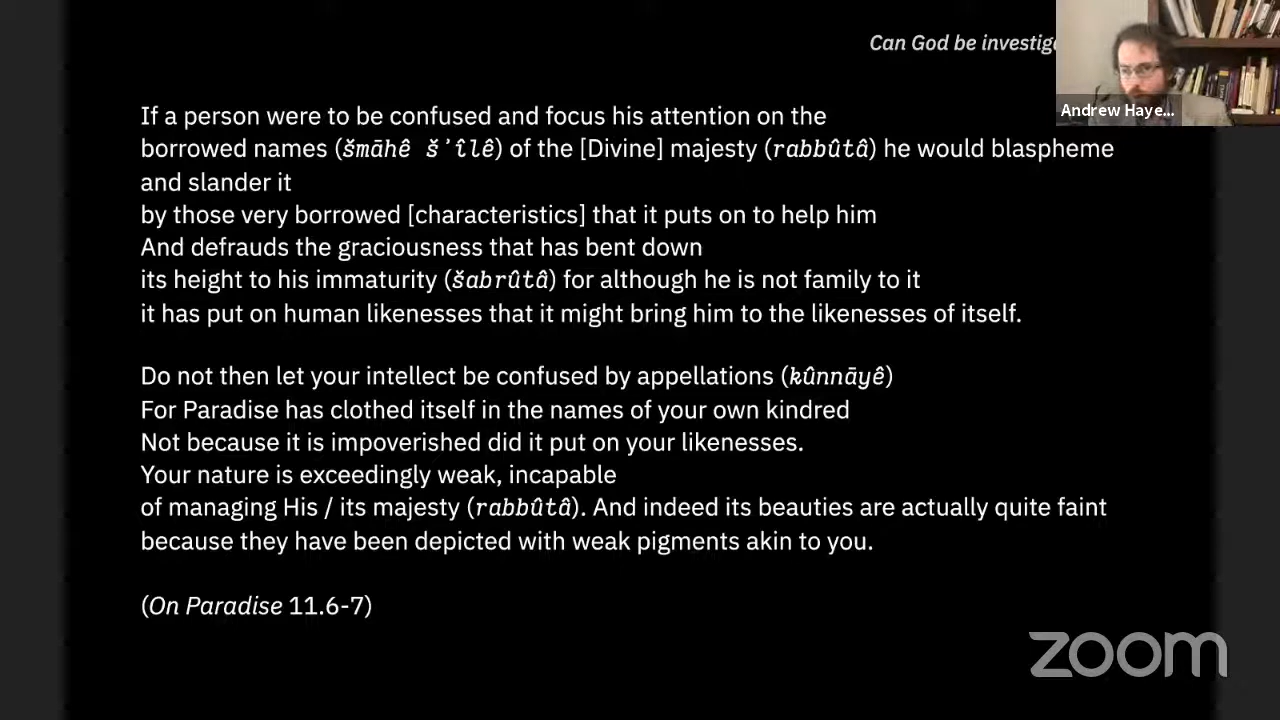 Can God be investig
Andrew Haye...
If a person were to be confused and focus his attention on the
borrowed names (šmāhê šʾîlê) of the [Divine] majesty (rabbûtâ) he would blaspheme
and slander it
by those very borrowed [characteristics] that it puts on to help him
And defrauds the graciousness that has bent down
its height to his immaturity (šabrûtâ) for although he is not family to it
it has put on human likenesses that it might bring him to the likenesses of itself.
Do not then let your intellect be confused by appellations (kûnnāyê)
For Paradise has clothed itself in the names of your own kindred
Not because it is impoverished did it put on your likenesses.
Your nature is exceedingly weak, incapable
of managing His / its majesty (rabbûtâ). And indeed its beauties are actually quite faint
because they have been depicted with weak pigments akin to you.
(On Paradise 11.6-7)
zoom